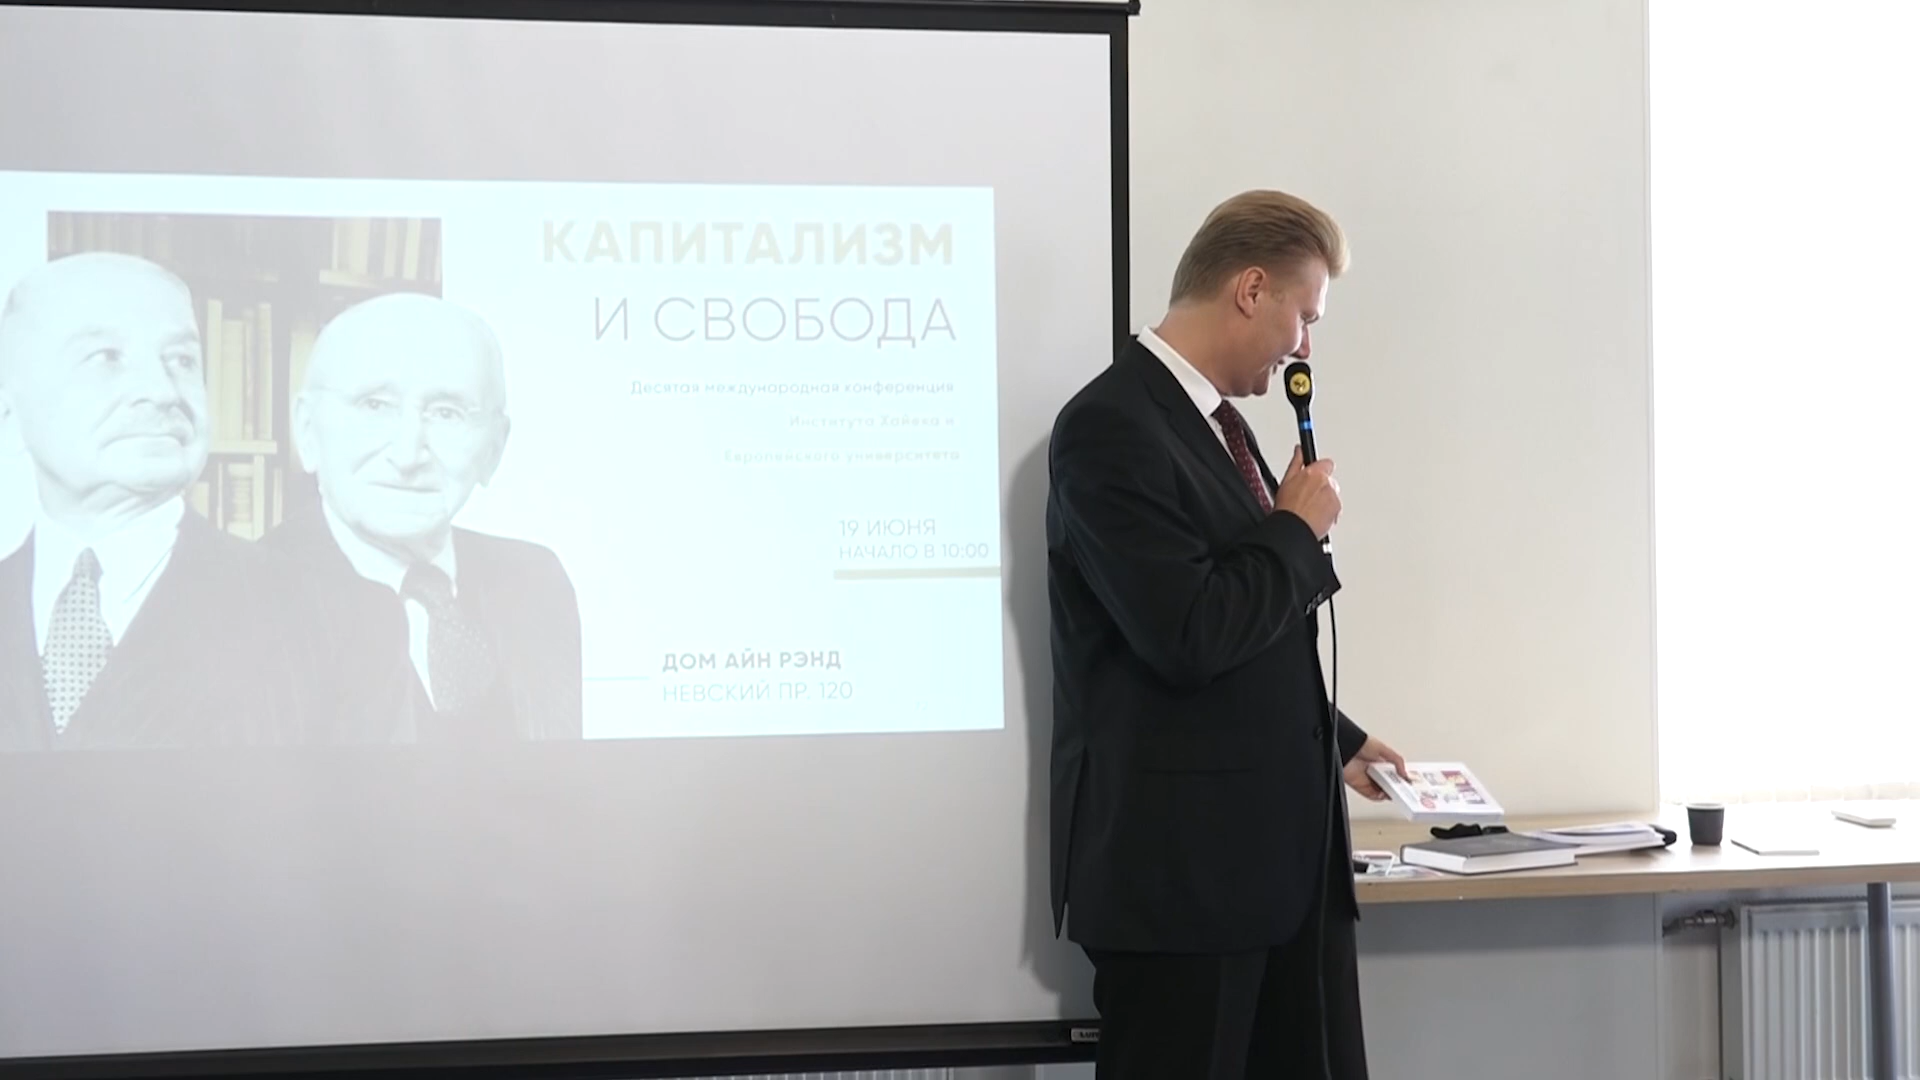 КАПИТАЛИЗМ
И СВОБОДА
Десятая международная конференция
Института Хайека и
Европейского университета
19 ИЮНЯ
НАЧАЛО В 10:00
ДОМ АЙН РЭНД
НЕВСКИЙ ПР. 120